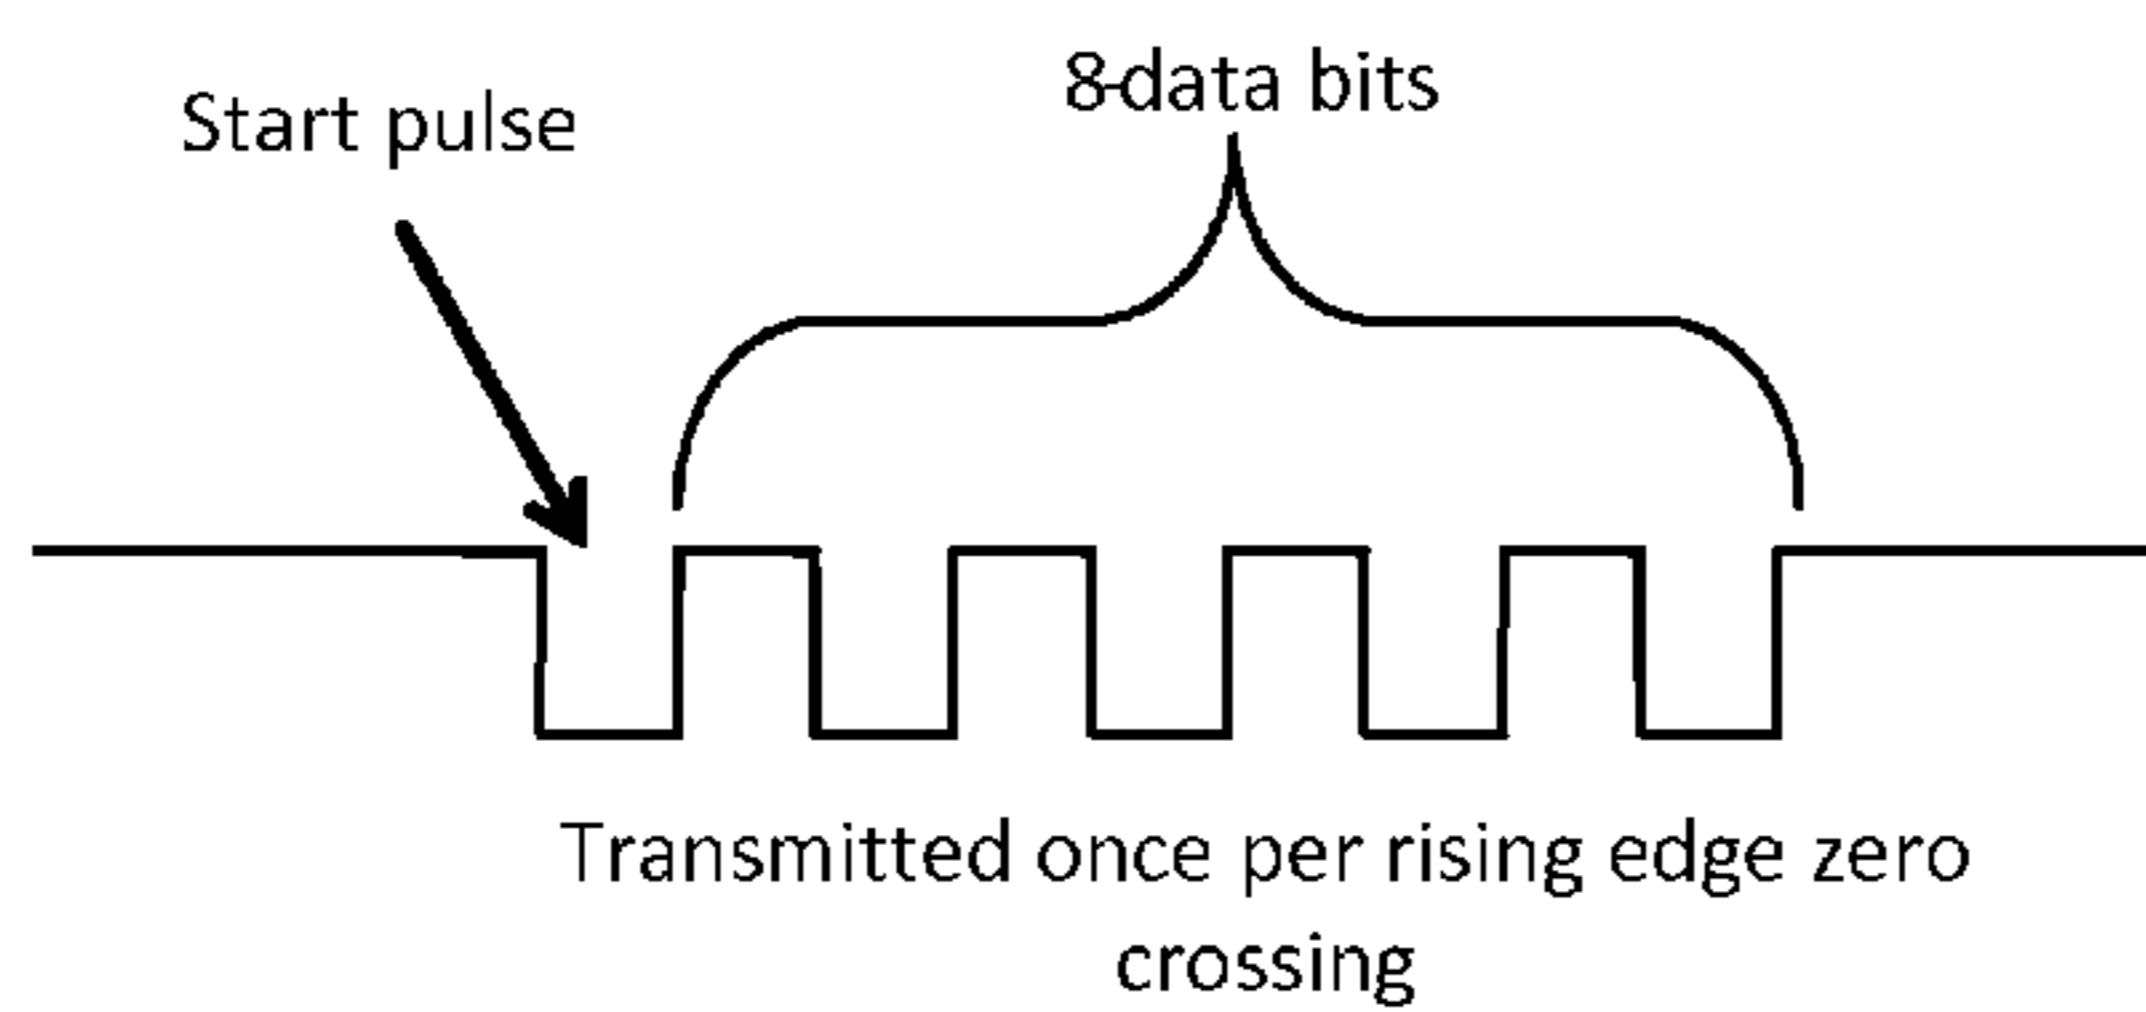 8-data bits
Start pulse
Transmitted once per rising edge zero
crossing